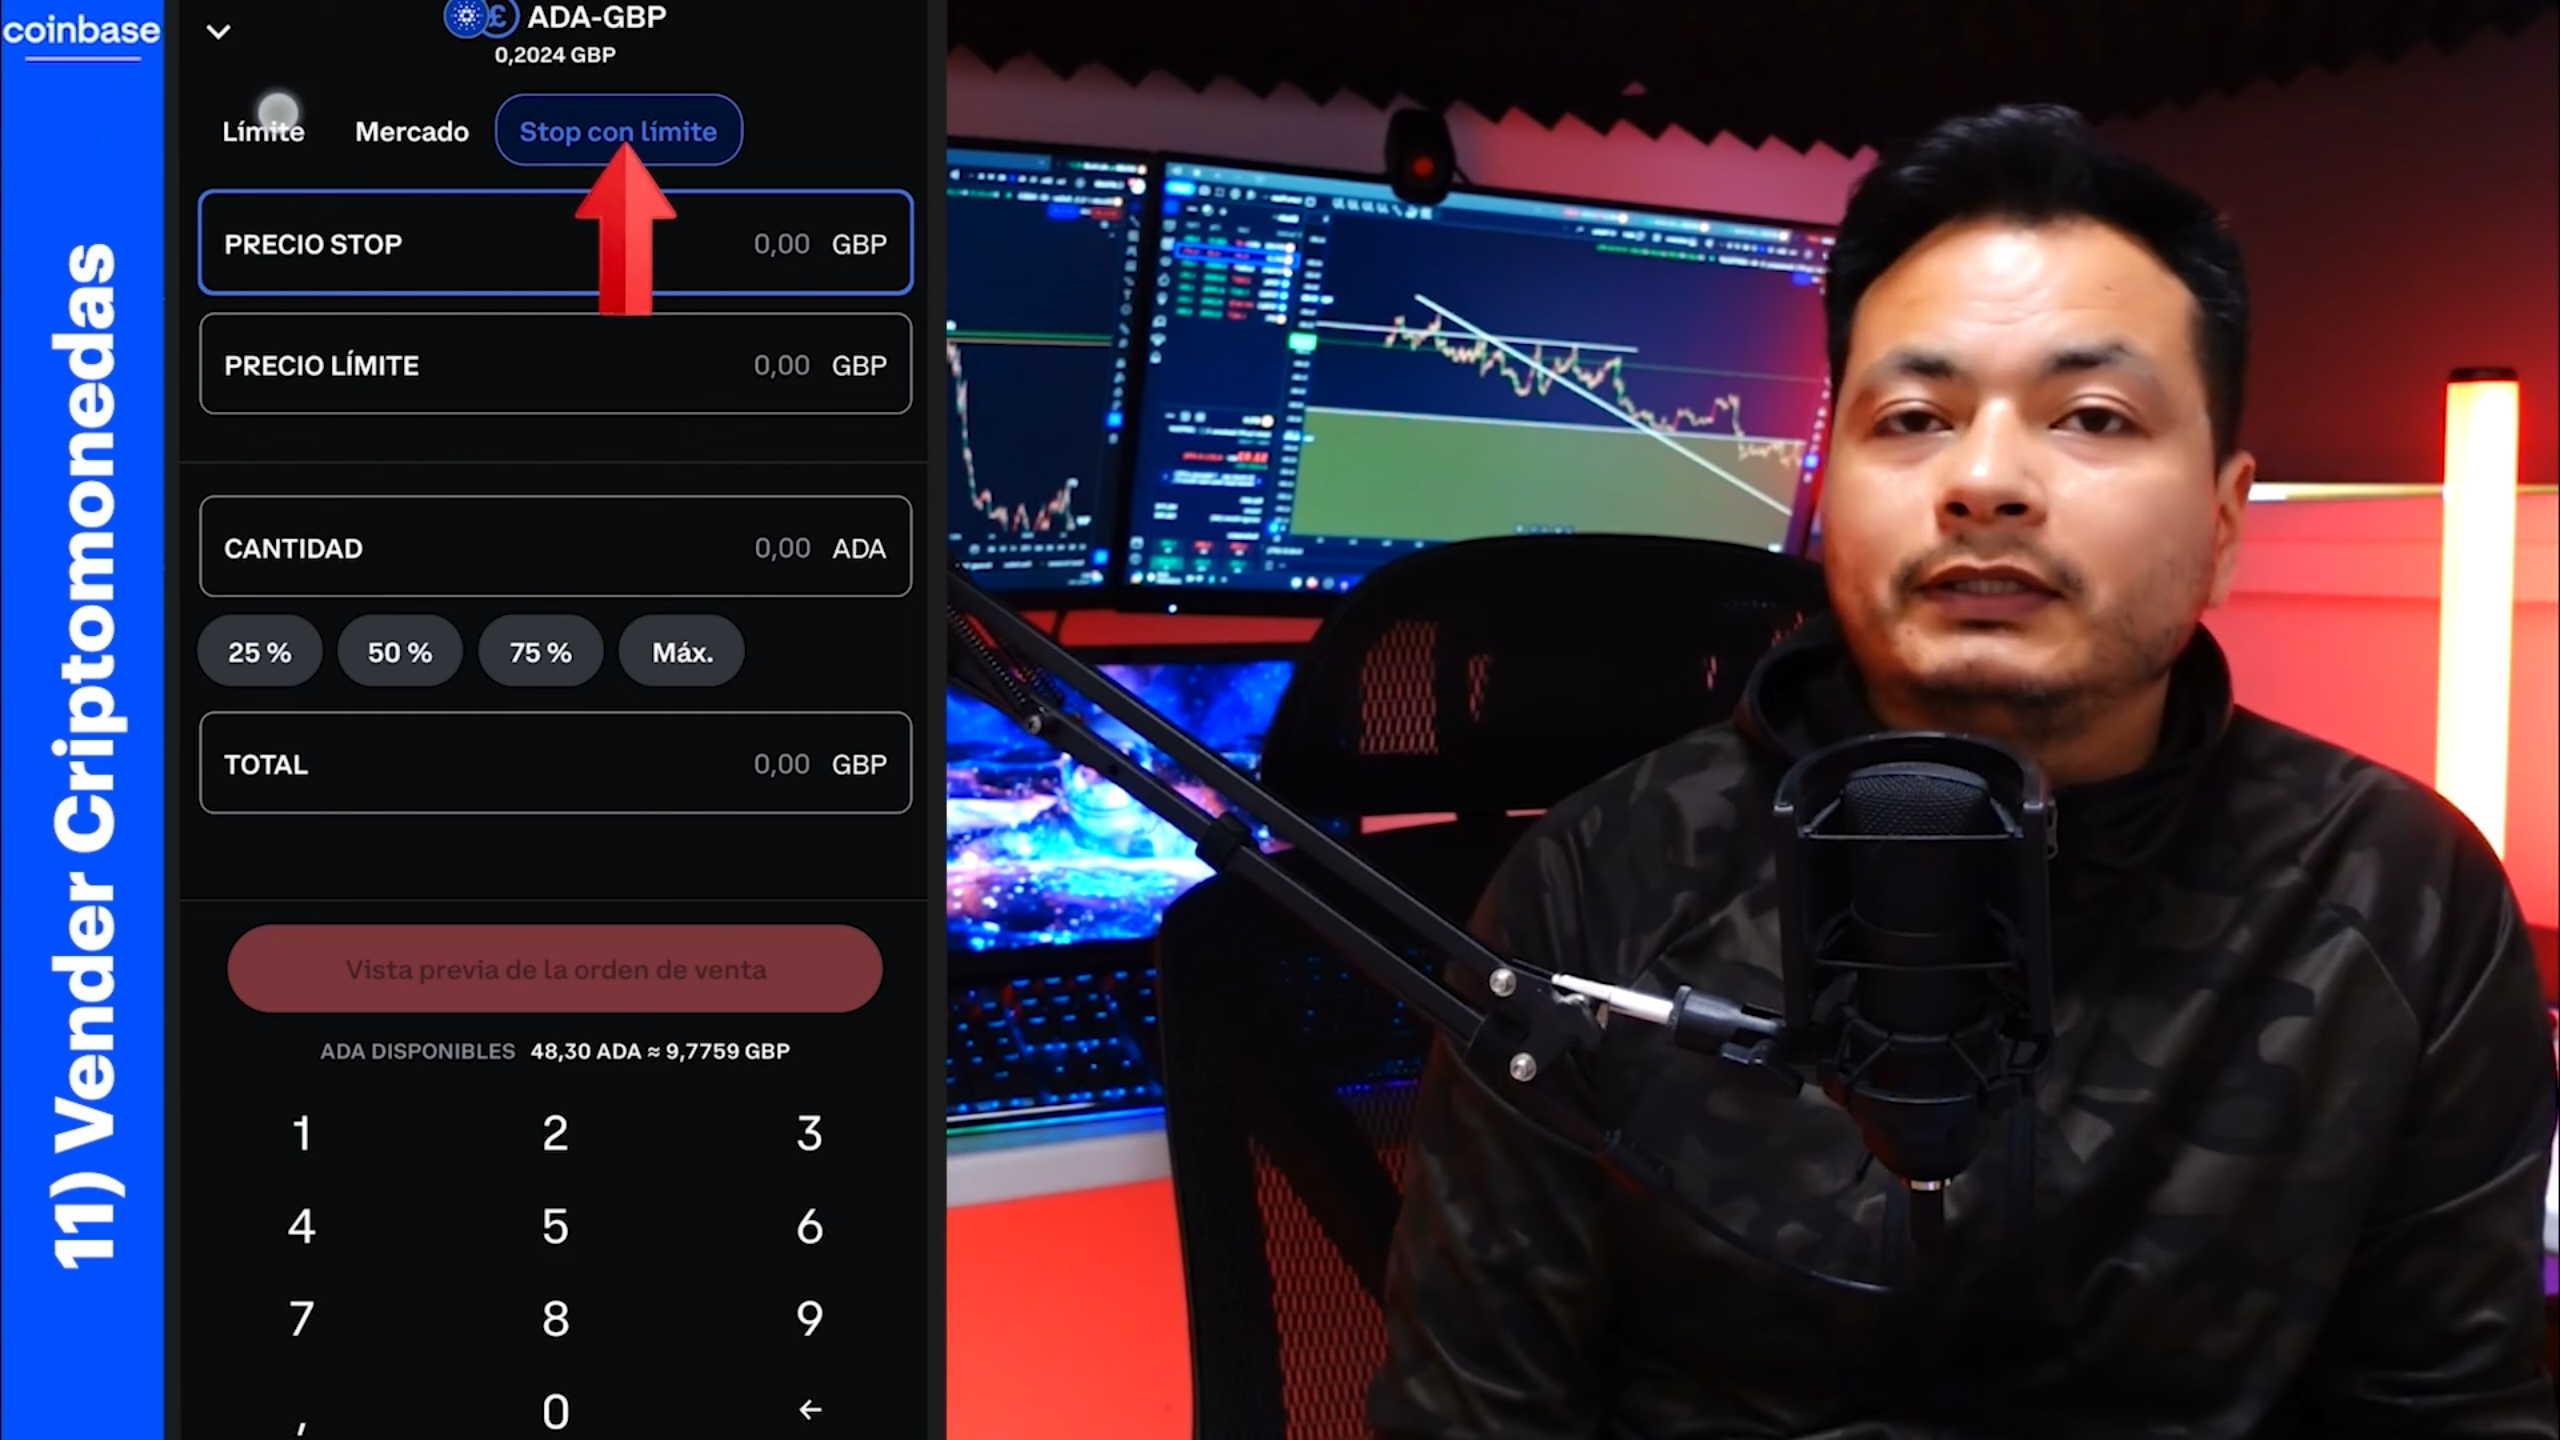 coinbase
11) Vender Criptomonedas
ADA-GBP
0,2024 GBP
Límite Mercado Stop con límite
PRECIO STOP 0,00 GBP
PRECIO LÍMITE 0,00 GBP
CANTIDAD 0,00 ADA
25 % 50 % 75 % Máx.
TOTAL 0,00 GBP
Vista previa de la orden de venta
ADA DISPONIBLES 48,30 ADA ≈ 9,7759 GBP
1 2 3
4 5 6
7 8 9
, 0 ←